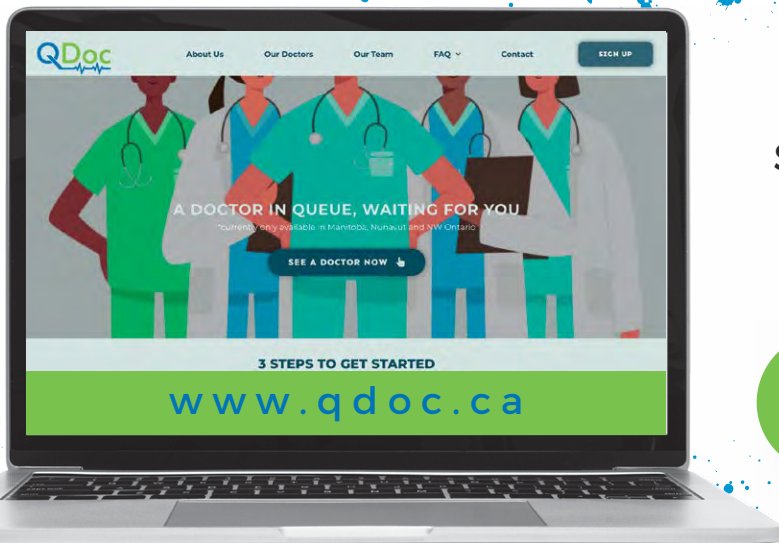 QDoc
About Us Our Doctors Our Team FAQ Contact SIGN UP
A DOCTOR IN QUEUE, WAITING FOR YOU
*currently only available in Manitoba, Nunavut and NW Ontario
SEE A DOCTOR NOW
3 STEPS TO GET STARTED
www.qdoc.ca
S